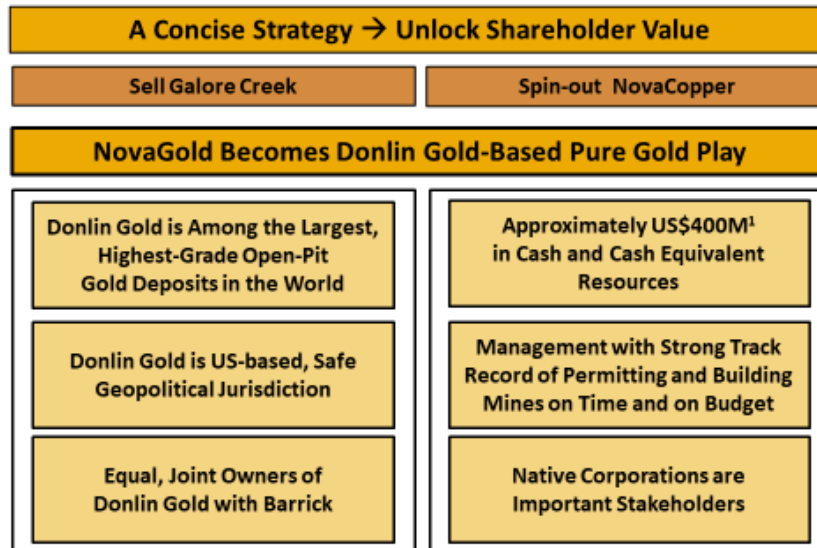 A Concise Strategy → Unlock Shareholder Value
Sell Galore Creek
Spin-out NovaCopper
NovaGold Becomes Donlin Gold-Based Pure Gold Play
Donlin Gold is Among the Largest,
Highest-Grade Open-Pit
Gold Deposits in the World
Donlin Gold is US-based, Safe
Geopolitical Jurisdiction
Equal, Joint Owners of
Donlin Gold with Barrick
Approximately US$400M¹
in Cash and Cash Equivalent
Resources
Management with Strong Track
Record of Permitting and Building
Mines on Time and on Budget
Native Corporations are
Important Stakeholders